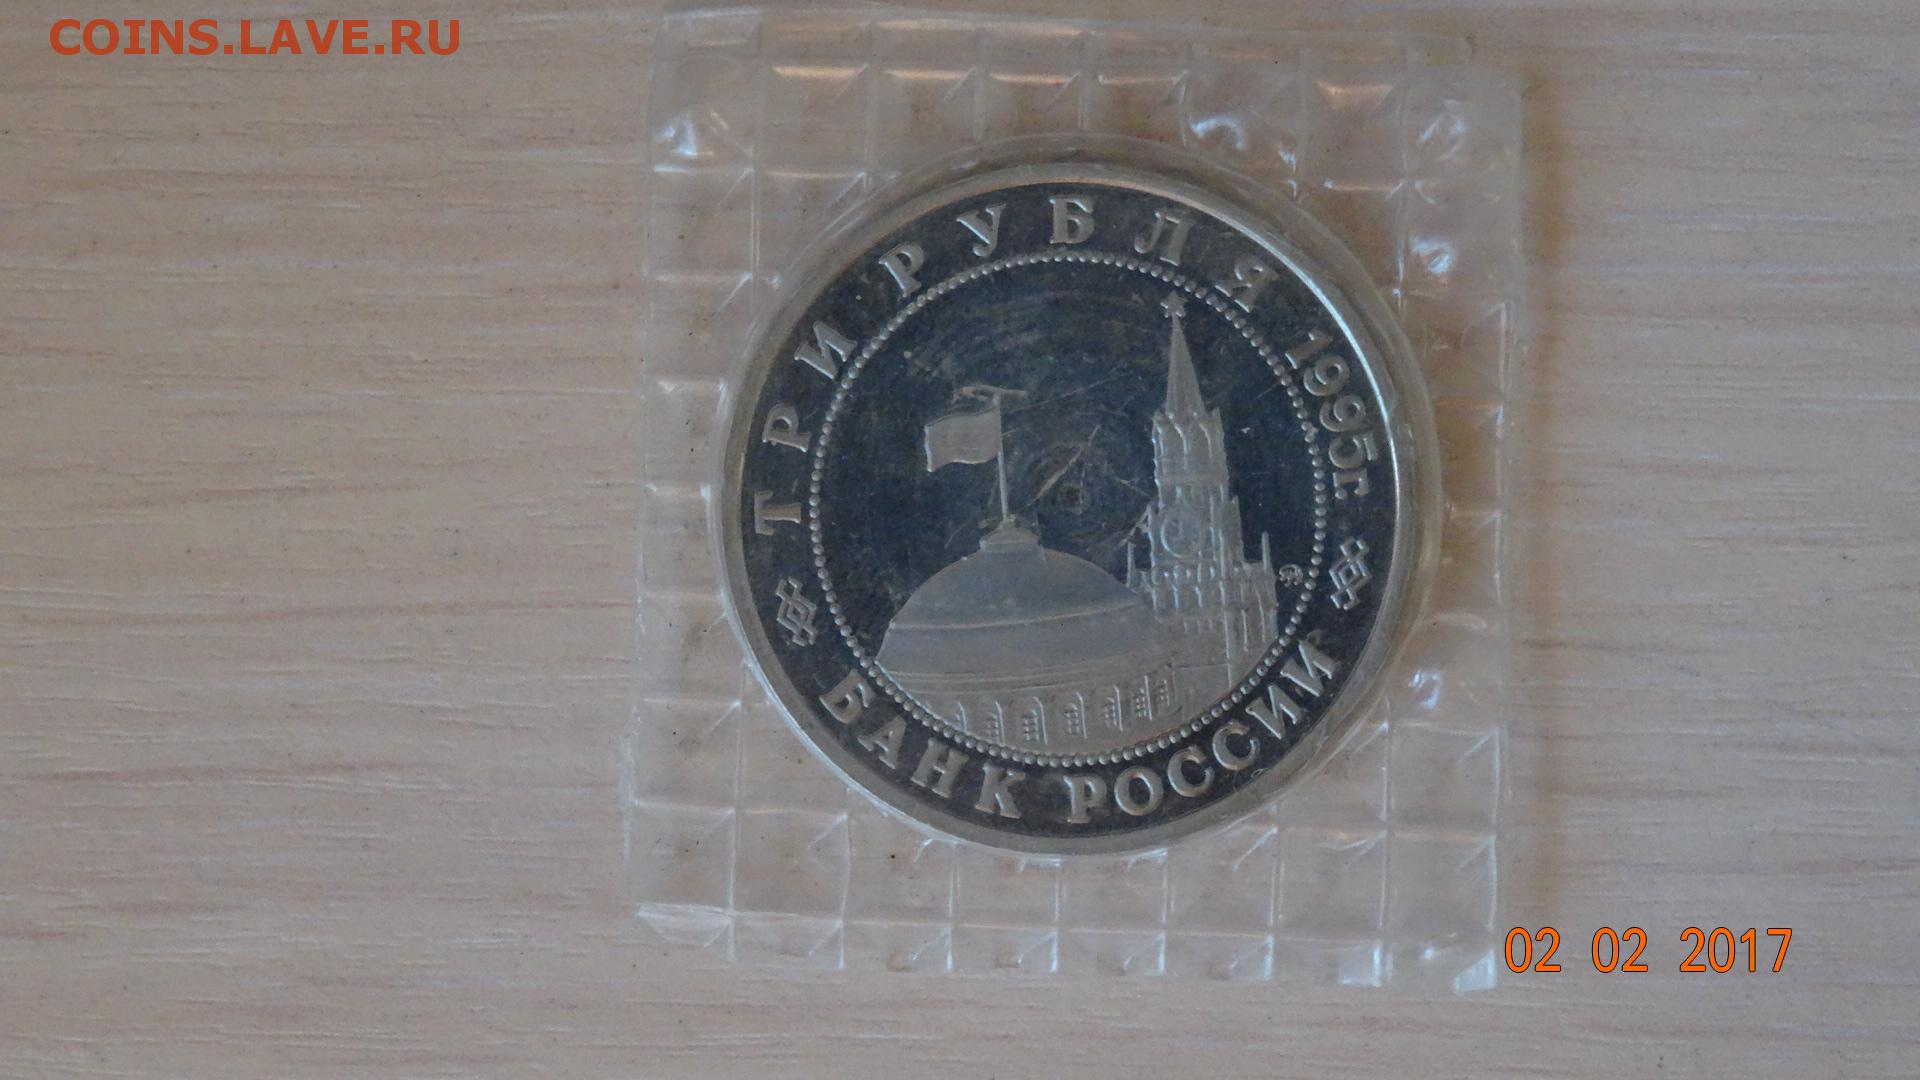 COINS.LAVE.RU
ТРИ РУБЛЯ 1995г.
БАНК РОССИИ
02 02 2017